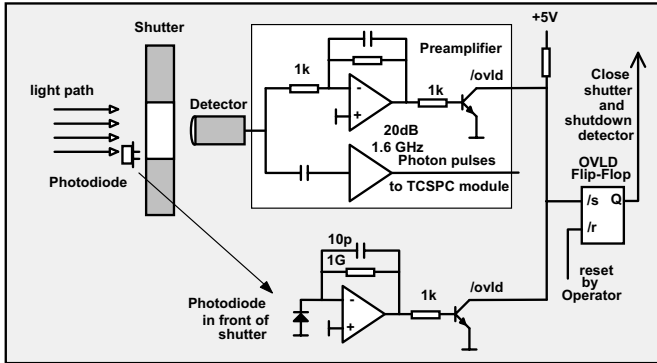 Shutter
light path
Photodiode
Detector
Preamplifier
1k
-
+
1k
/ovld
20dB
1.6 GHz
Photon pulses
to TCSPC module
+5V
Close
shutter
and
shutdown
detector
OVLD
Flip-Flop
/s Q
/r
reset
by
Operator
10p
1G
-
+
1k
/ovld
Photodiode
in front of
shutter